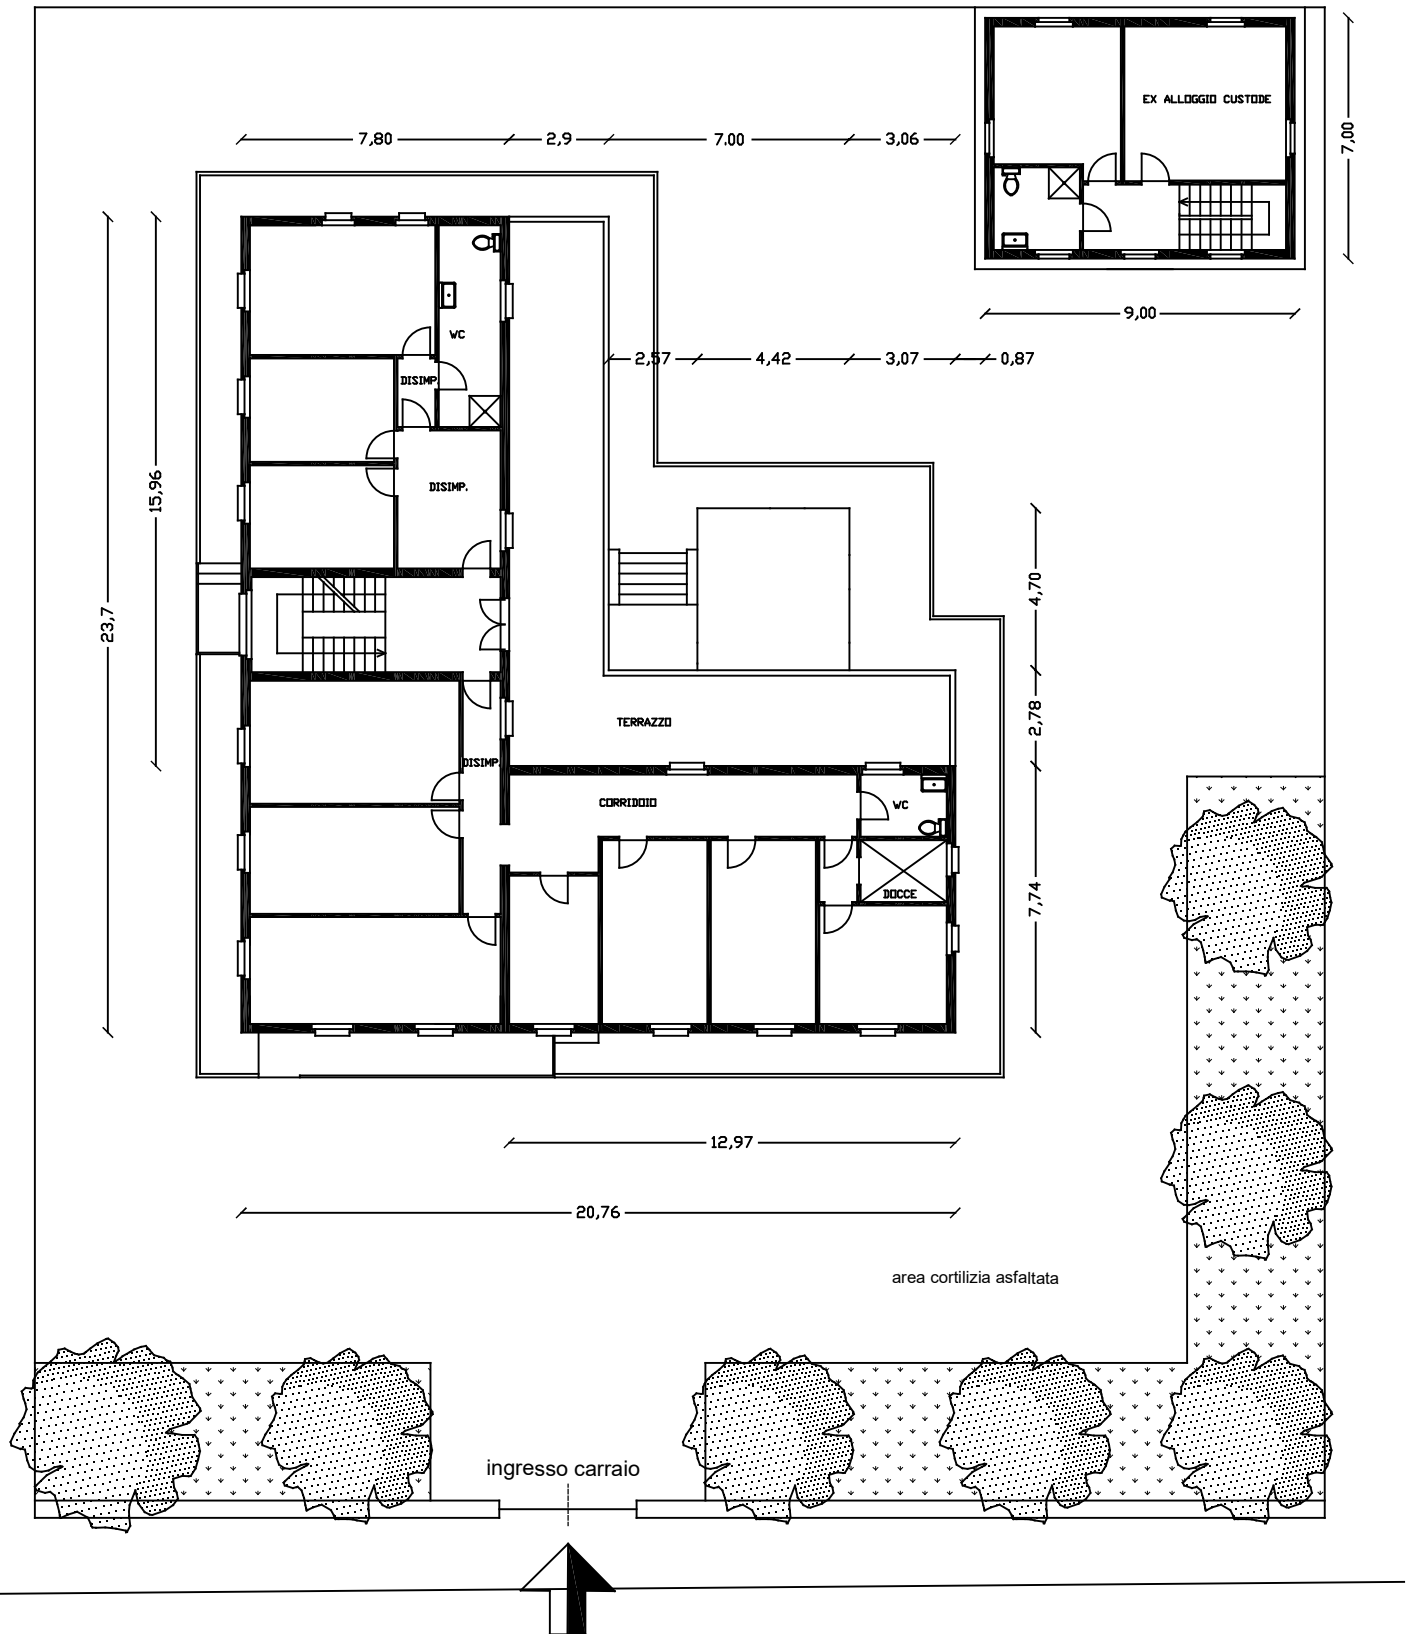 EX ALLOGGIO CUSTODE
7,00
7,80
2,9
7.00
3,06
9,00
WC
2,57
4,42
3,07
0,87
DISIMP.
DISIMP.
15,96
23,7
4,70
2,78
TERRAZZO
DISIMP.
CORRIDOIO
WC
DOCCE
7,74
12,97
20,76
area cortilizia asfaltata
ingresso carraio